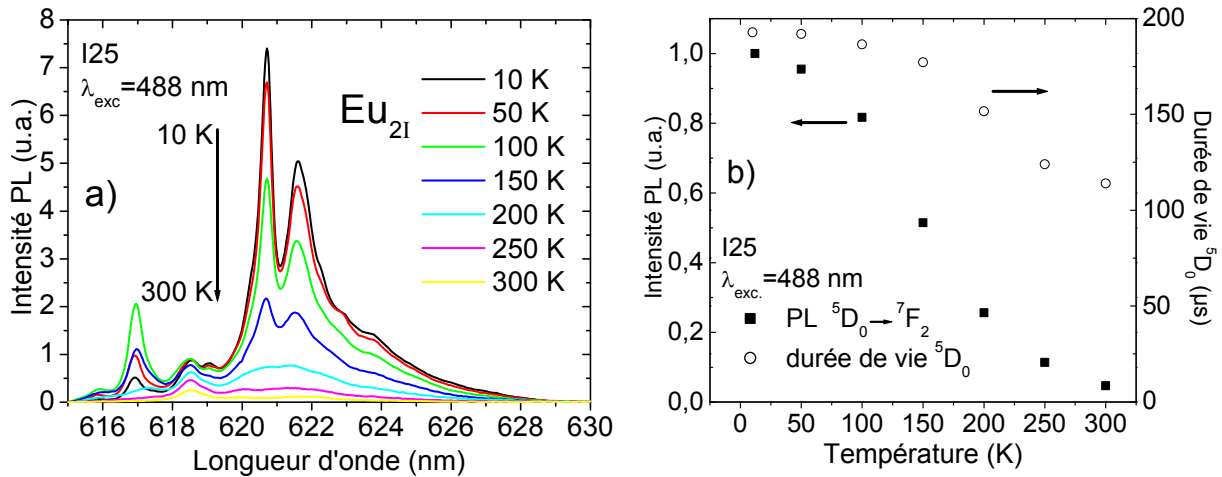 Intensité PL (u.a.)
8
7
6
5
4
3
2
1
0
I25
λexc=488 nm
10 K
300 K
a)
Eu2I
10 K
50 K
100 K
150 K
200 K
250 K
300 K
616 618 620 622 624 626 628 630
Longueur d'onde (nm)
Intensité PL (u.a.)
1,0
0,8
0,6
0,4
0,2
0,0
b)
I25
λexc.=488 nm
PL 5D0→7F2
durée de vie 5D0
0 50 100 150 200 250 300
Température (K)
200
150
100
50
0
Durée de vie 5D0 (µs)